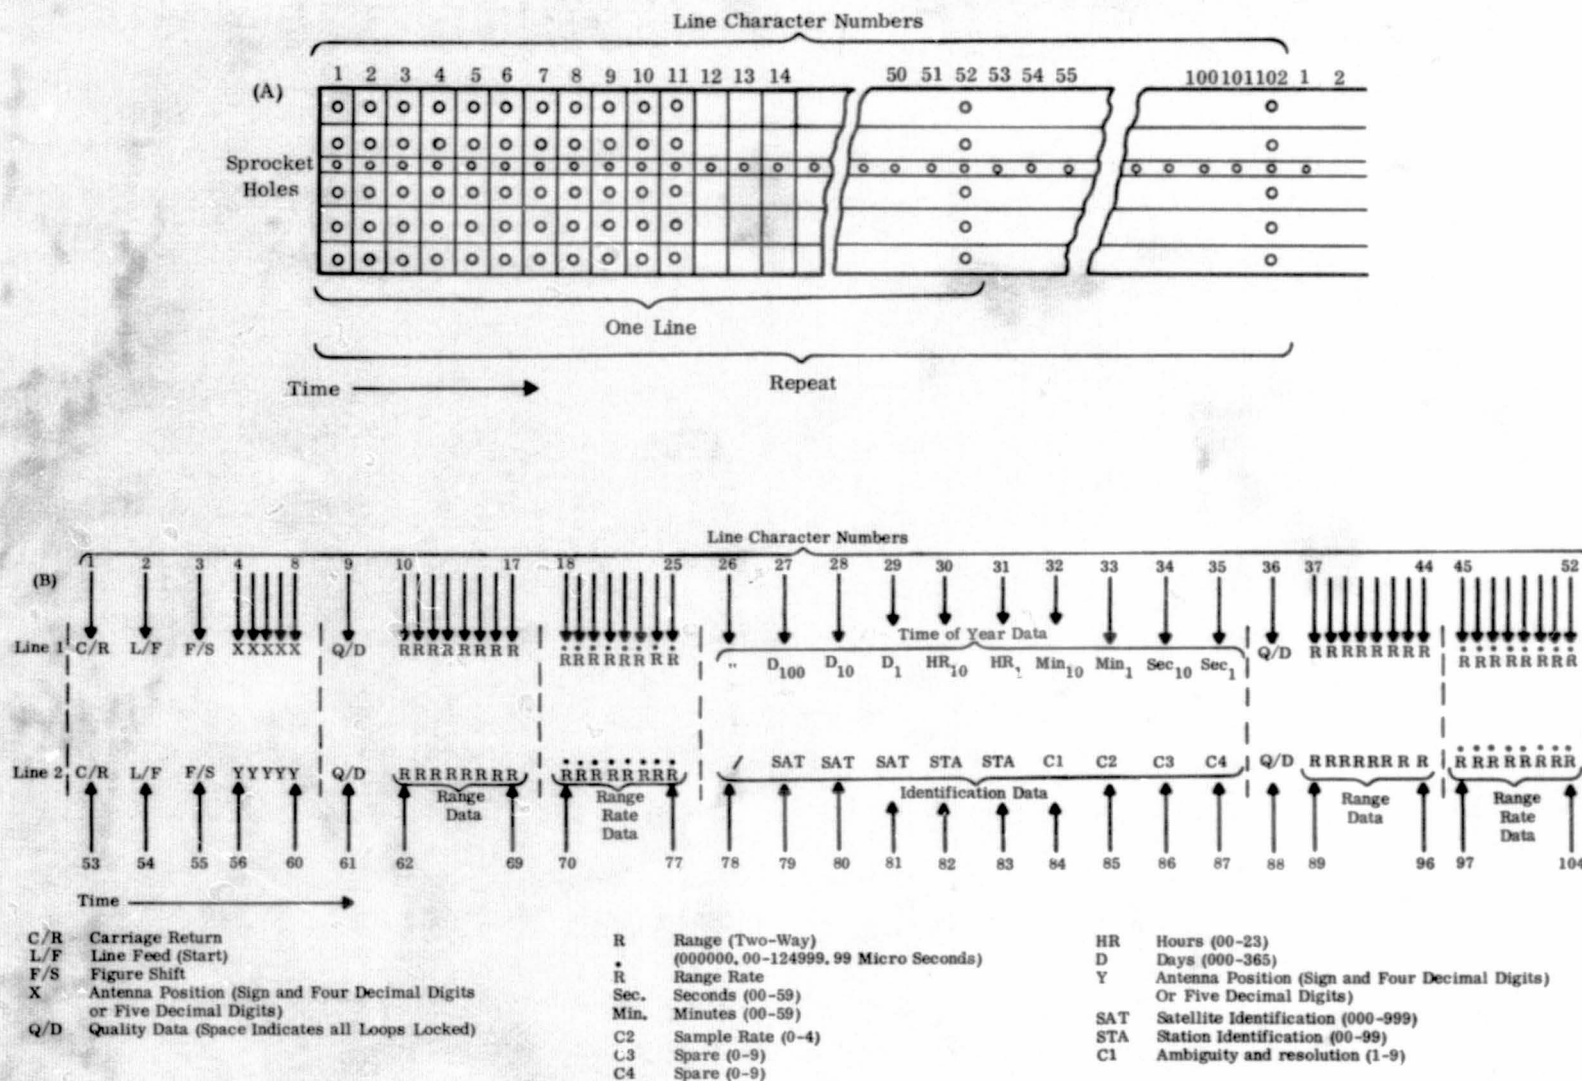 Line Character Numbers
1 2 3 4 5 6 7 8 9 10 11 12 13 14 50 51 52 53 54 55 100 101 102 1 2
(A)
Sprocket
Holes
One Line
Time Repeat
Line Character Numbers
1 2 3 4 8 9 10 17 18 25 26 27 28 29 30 31 32 33 34 35 36 37 44 45 52
(B)
Time of Year Data
Line 1 C/R L/F F/S XXXXX Q/D RRRRRRRR ṘṘṘṘṘṘṘṘ D100 D10 D1 HR10 HR1 Min10 Min1 Sec10 Sec1 Q/D RRRRRRRR ṘṘṘṘṘṘṘṘ
Line 2 C/R L/F F/S YYYYY Q/D RRRRRRRR ṘṘṘṘṘṘṘṘ / SAT SAT SAT STA STA C1 C2 C3 C4 Q/D RRRRRRRR ṘṘṘṘṘṘṘṘ
Range
Data
Range
Rate
Data
Identification Data
Range
Data
Range
Rate
Data
53 54 55 56 60 61 62 69 70 77 78 79 80 81 82 83 84 85 86 87 88 89 96 97 104
Time
C/R Carriage Return
L/F Line Feed (Start)
F/S Figure Shift
X Antenna Position (Sign and Four Decimal Digits
or Five Decimal Digits)
Q/D Quality Data (Space Indicates all Loops Locked)
R Range (Two-Way)
(000000.00-124999.99 Micro Seconds)
Ṙ Range Rate
Sec. Seconds (00-59)
Min. Minutes (00-59)
C2 Sample Rate (0-4)
C3 Spare (0-9)
C4 Spare (0-9)
HR Hours (00-23)
D Days (000-365)
Y Antenna Position (Sign and Four Decimal Digits)
Or Five Decimal Digits)
SAT Satellite Identification (000-999)
STA Station Identification (00-99)
C1 Ambiguity and resolution (1-9)